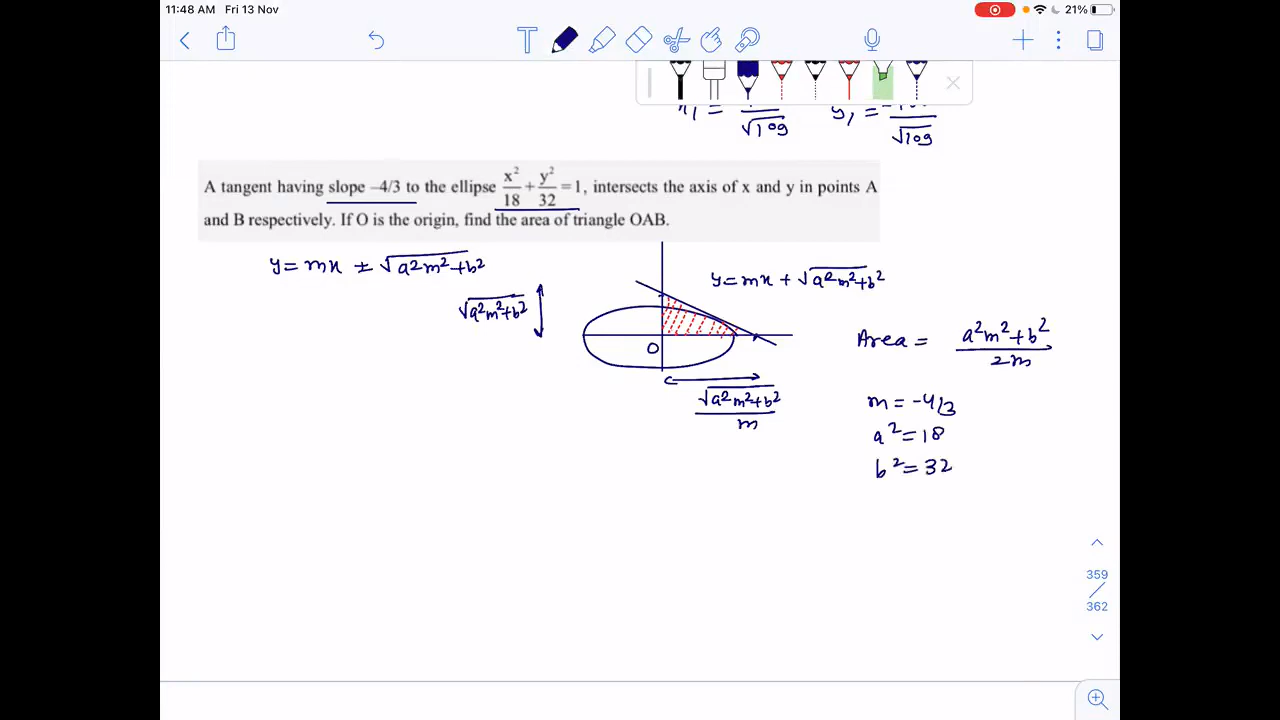 11:48 AM Fri 13 Nov
21%
T
= √109
y₁ = √109
A tangent having slope –4/3 to the ellipse x²/18 + y²/32 = 1, intersects the axis of x and y in points A
and B respectively. If O is the origin, find the area of triangle OAB.
y = mx ± √a²m²+b²
y = mx + √a²m²+b²
√a²m²+b²
O
Area = a²m²+b²/2m
√a²m²+b²/m
m = -4/3
a² = 18
b² = 32
359
/
362